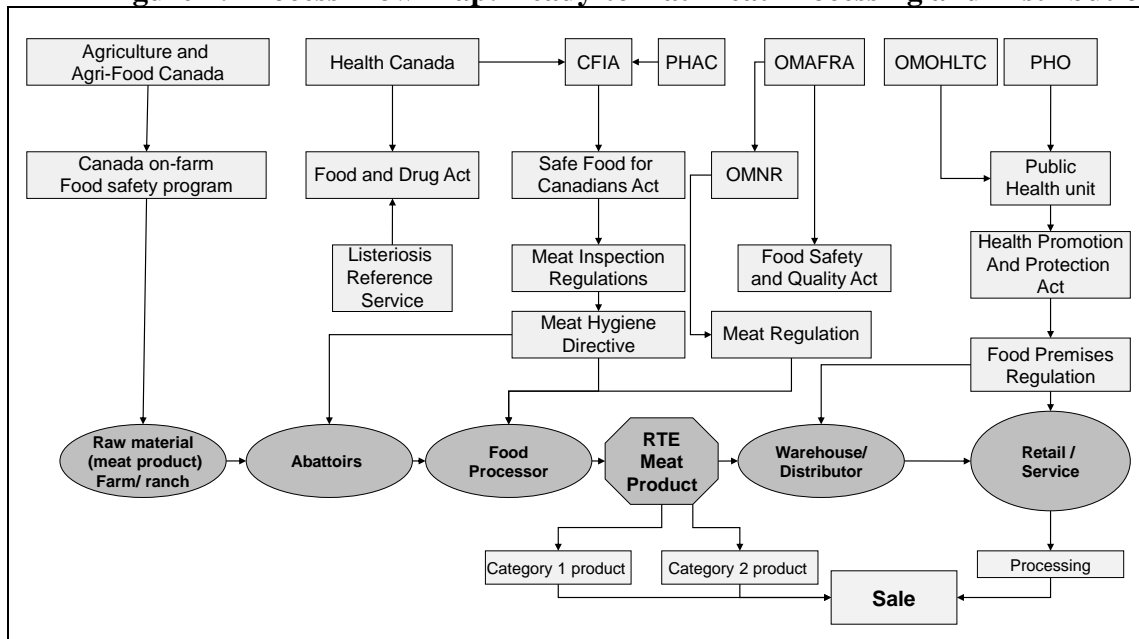 Agriculture and
Agri-Food Canada
Health Canada
CFIA
PHAC
OMAFRA
OMOHLTC
PHO
Canada on-farm
Food safety program
Food and Drug Act
Safe Food for
Canadians Act
OMNR
Public
Health unit
Listeriosis
Reference
Service
Meat Inspection
Regulations
Food Safety
and Quality Act
Health Promotion
And Protection
Act
Meat Hygiene
Directive
Meat Regulation
Food Premises
Regulation
Raw material
(meat product)
Farm/ ranch
Abattoirs
Food
Processor
RTE
Meat
Product
Warehouse/
Distributor
Retail /
Service
Category 1 product
Category 2 product
Processing
Sale